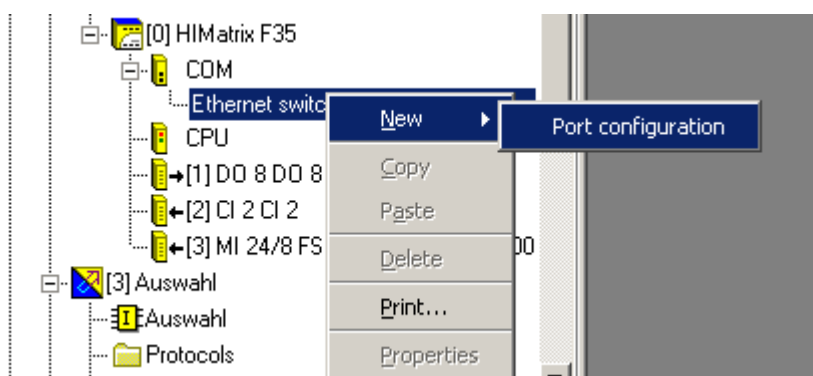 [0] HIMatrix F35
COM
Ethernet switc
New
Port configuration
CPU
Copy
[1] DO 8 DO 8
Paste
[2] CI 2 CI 2
[3] MI 24/8 FS
00
Delete
[3] Auswahl
Print...
Auswahl
Protocols
Properties